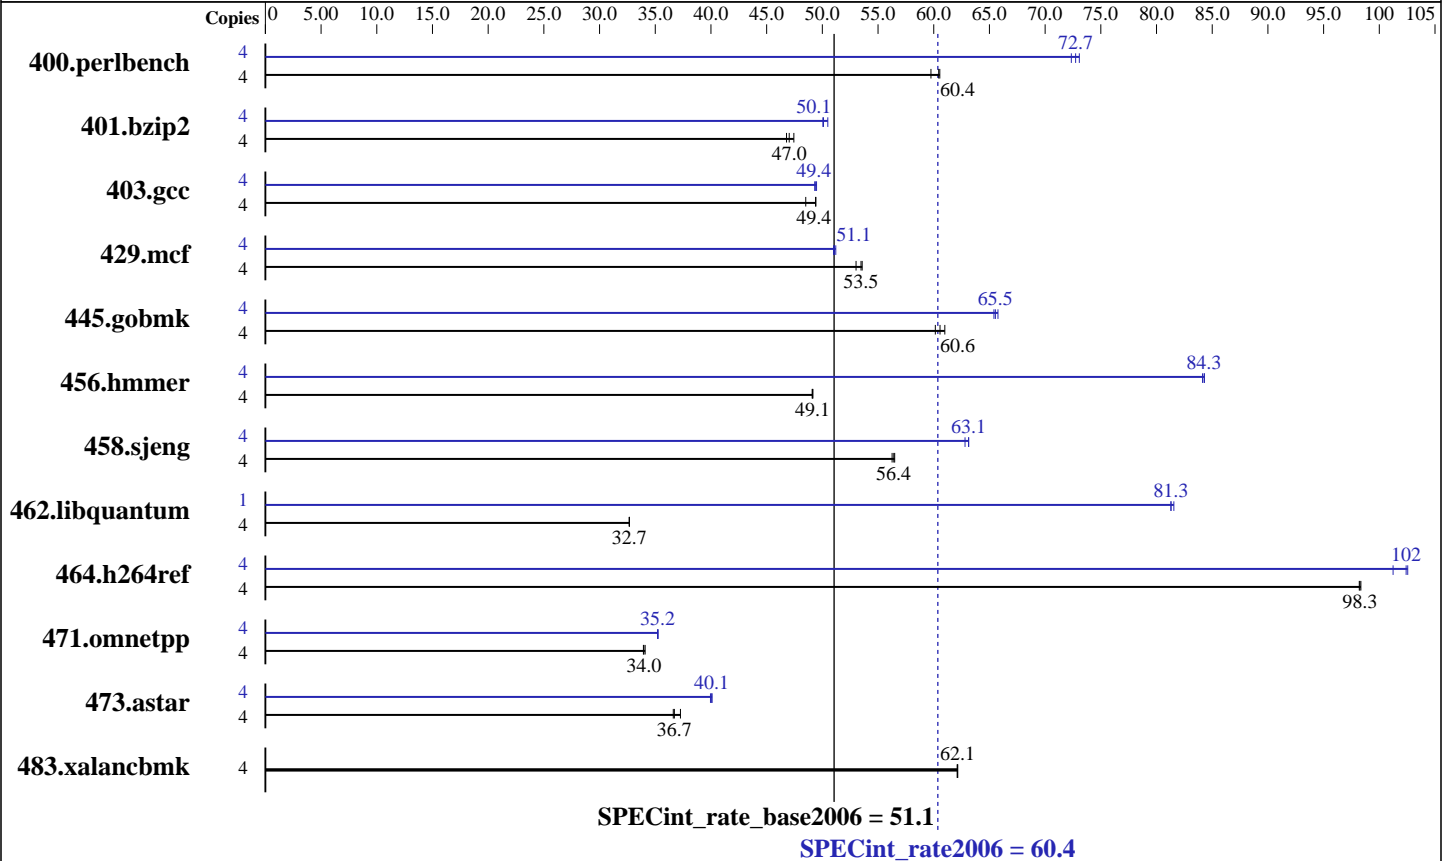 Copies 0 5.00 10.0 15.0 20.0 25.0 30.0 35.0 40.0 45.0 50.0 55.0 60.0 65.0 70.0 75.0 80.0 85.0 90.0 95.0 100 105
400.perlbench 4 72.7
4 60.4
401.bzip2 4 50.1
4 47.0
403.gcc 4 49.4
4 49.4
429.mcf 4 51.1
4 53.5
445.gobmk 4 65.5
4 60.6
456.hmmer 4 84.3
4 49.1
458.sjeng 4 63.1
4 56.4
462.libquantum 1 81.3
4 32.7
464.h264ref 4 102
4 98.3
471.omnetpp 4 35.2
4 34.0
473.astar 4 40.1
4 36.7
483.xalancbmk 4 62.1
SPECint_rate_base2006 = 51.1
SPECint_rate2006 = 60.4